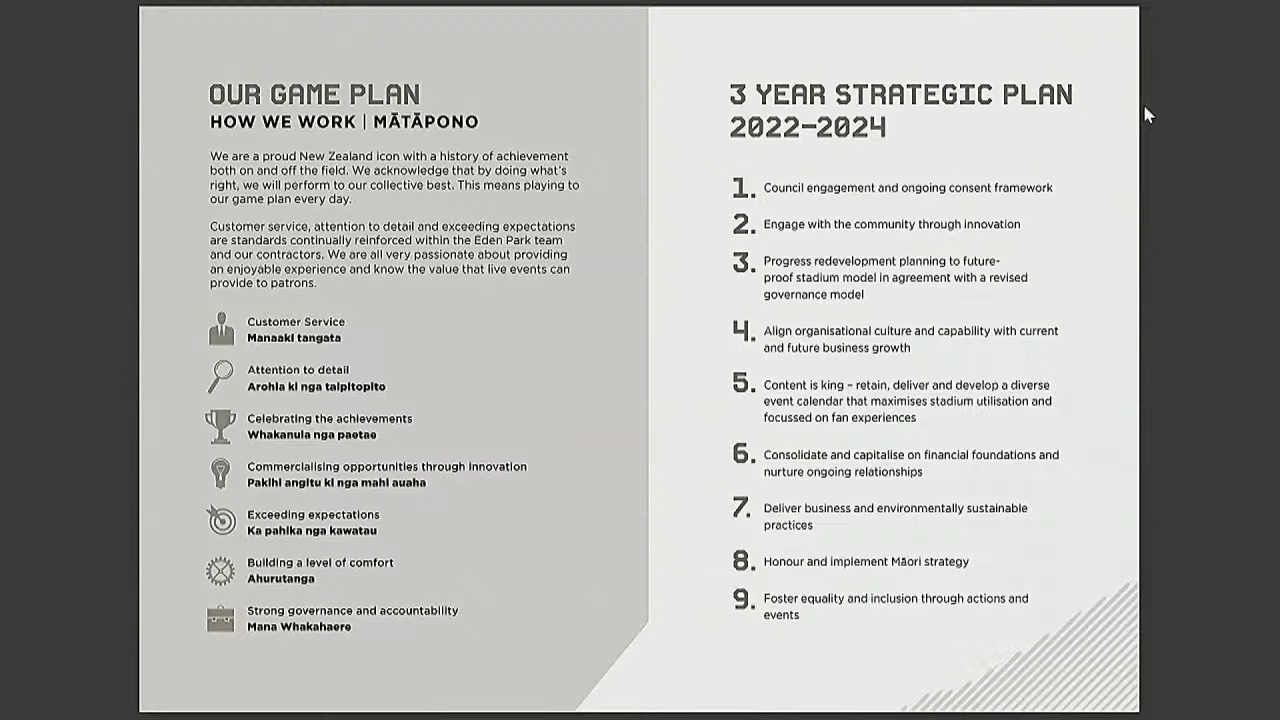 OUR GAME PLAN
HOW WE WORK | MĀTĀPONO
We are a proud New Zealand icon with a history of achievement
both on and off the field. We acknowledge that by doing what's
right, we will perform to our collective best. This means playing to
our game plan every day.
Customer service, attention to detail and exceeding expectations
are standards continually reinforced within the Eden Park team
and our contractors. We are all very passionate about providing
an enjoyable experience and know the value that live events can
provide to patrons.
Customer Service
Manaaki tangata
Attention to detail
Arohia ki nga taipitopito
Celebrating the achievements
Whakanuia nga paetae
Commercialising opportunities through innovation
Pakihi angitu ki nga mahi auaha
Exceeding expectations
Ka pahika nga kawatau
Building a level of comfort
Ahurutanga
Strong governance and accountability
Mana Whakahaere
3 YEAR STRATEGIC PLAN
2022–2024
1. Council engagement and ongoing consent framework
2. Engage with the community through innovation
3. Progress redevelopment planning to future-
proof stadium model in agreement with a revised
governance model
4. Align organisational culture and capability with current
and future business growth
5. Content is king – retain, deliver and develop a diverse
event calendar that maximises stadium utilisation and
focussed on fan experiences
6. Consolidate and capitalise on financial foundations and
nurture ongoing relationships
7. Deliver business and environmentally sustainable
practices
8. Honour and implement Māori strategy
9. Foster equality and inclusion through actions and
events